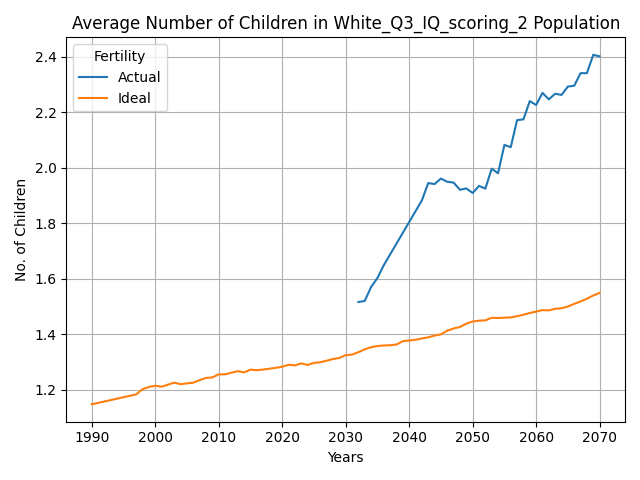 Average Number of Children in White_Q3_IQ_scoring_2 Population
Fertility
Actual
Ideal
No. of Children
2.4
2.2
2.0
1.8
1.6
1.4
1.2
1990 2000 2010 2020 2030 2040 2050 2060 2070
Years